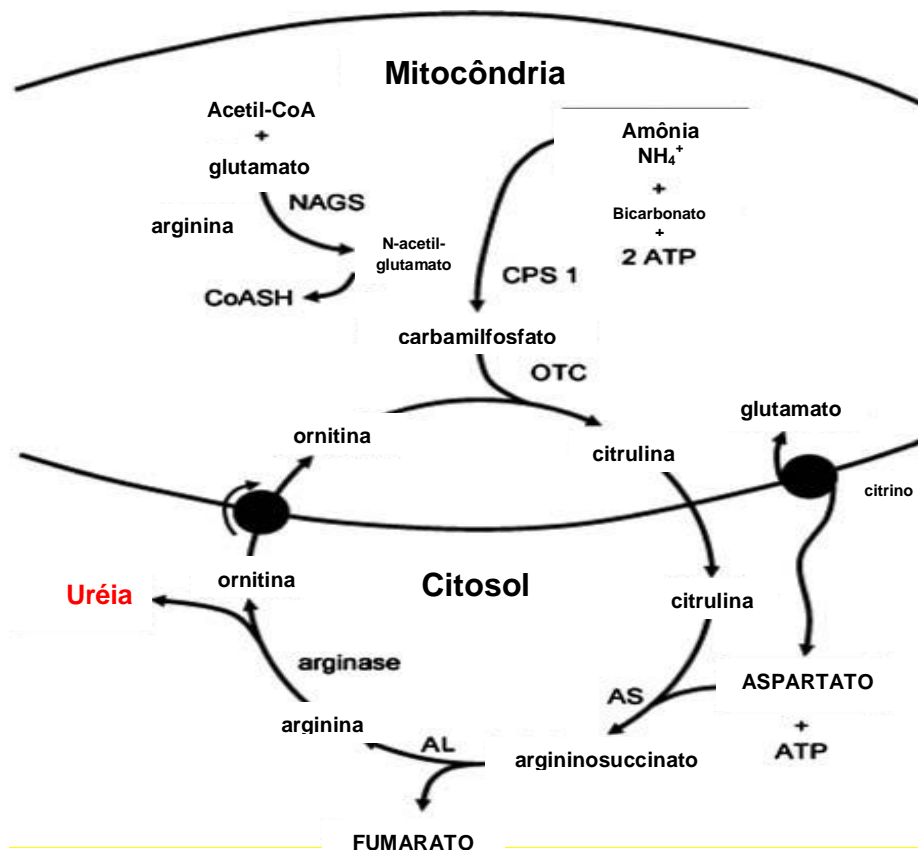 Mitocôndria
Acetil-CoA
+
glutamato
NAGS
arginina
N-acetil-
glutamato
CoASH
Amônia
NH₄⁺
+
Bicarbonato
+
2 ATP
CPS 1
carbamilfosfato
OTC
ornitina
citrulina
glutamato
citrino
ornitina
Citosol
Uréia
citrulina
arginase
AS
ASPARTATO
+
ATP
arginina
AL
argininosuccinato
FUMARATO